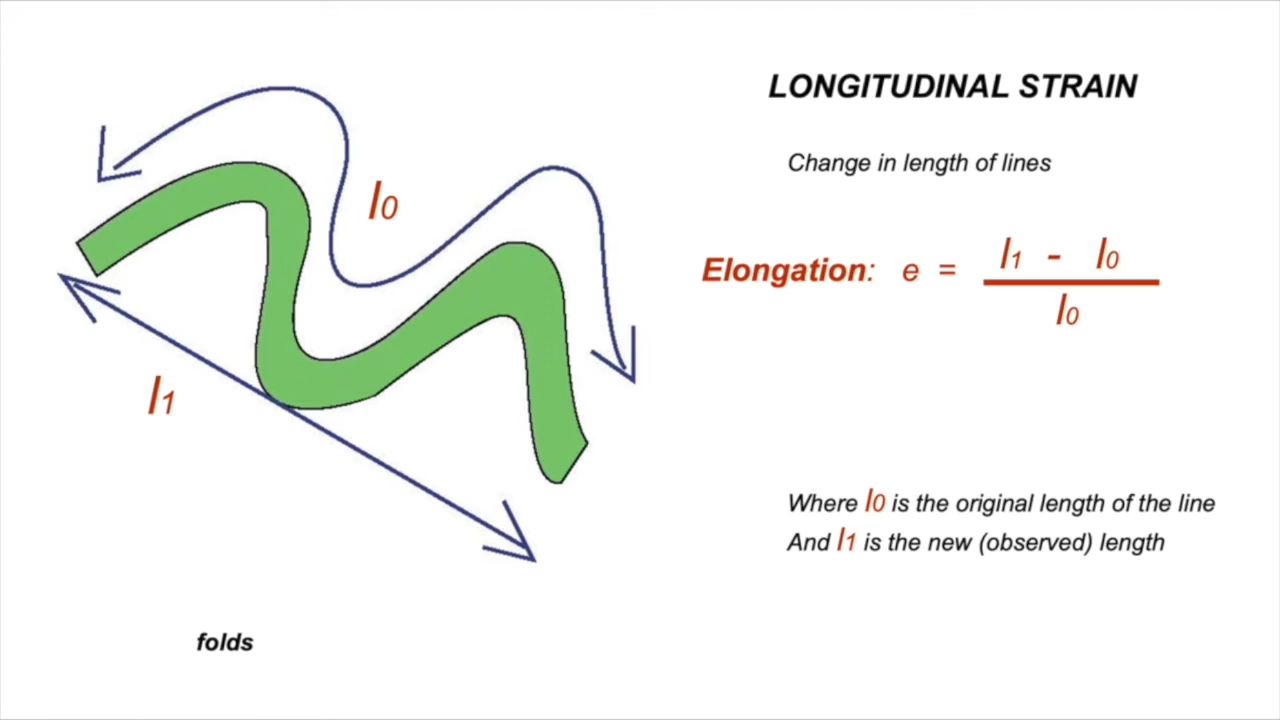 LONGITUDINAL STRAIN
Change in length of lines
l0
Elongation: e = l1 - l0
l0
l1
Where l0 is the original length of the line
And l1 is the new (observed) length
folds